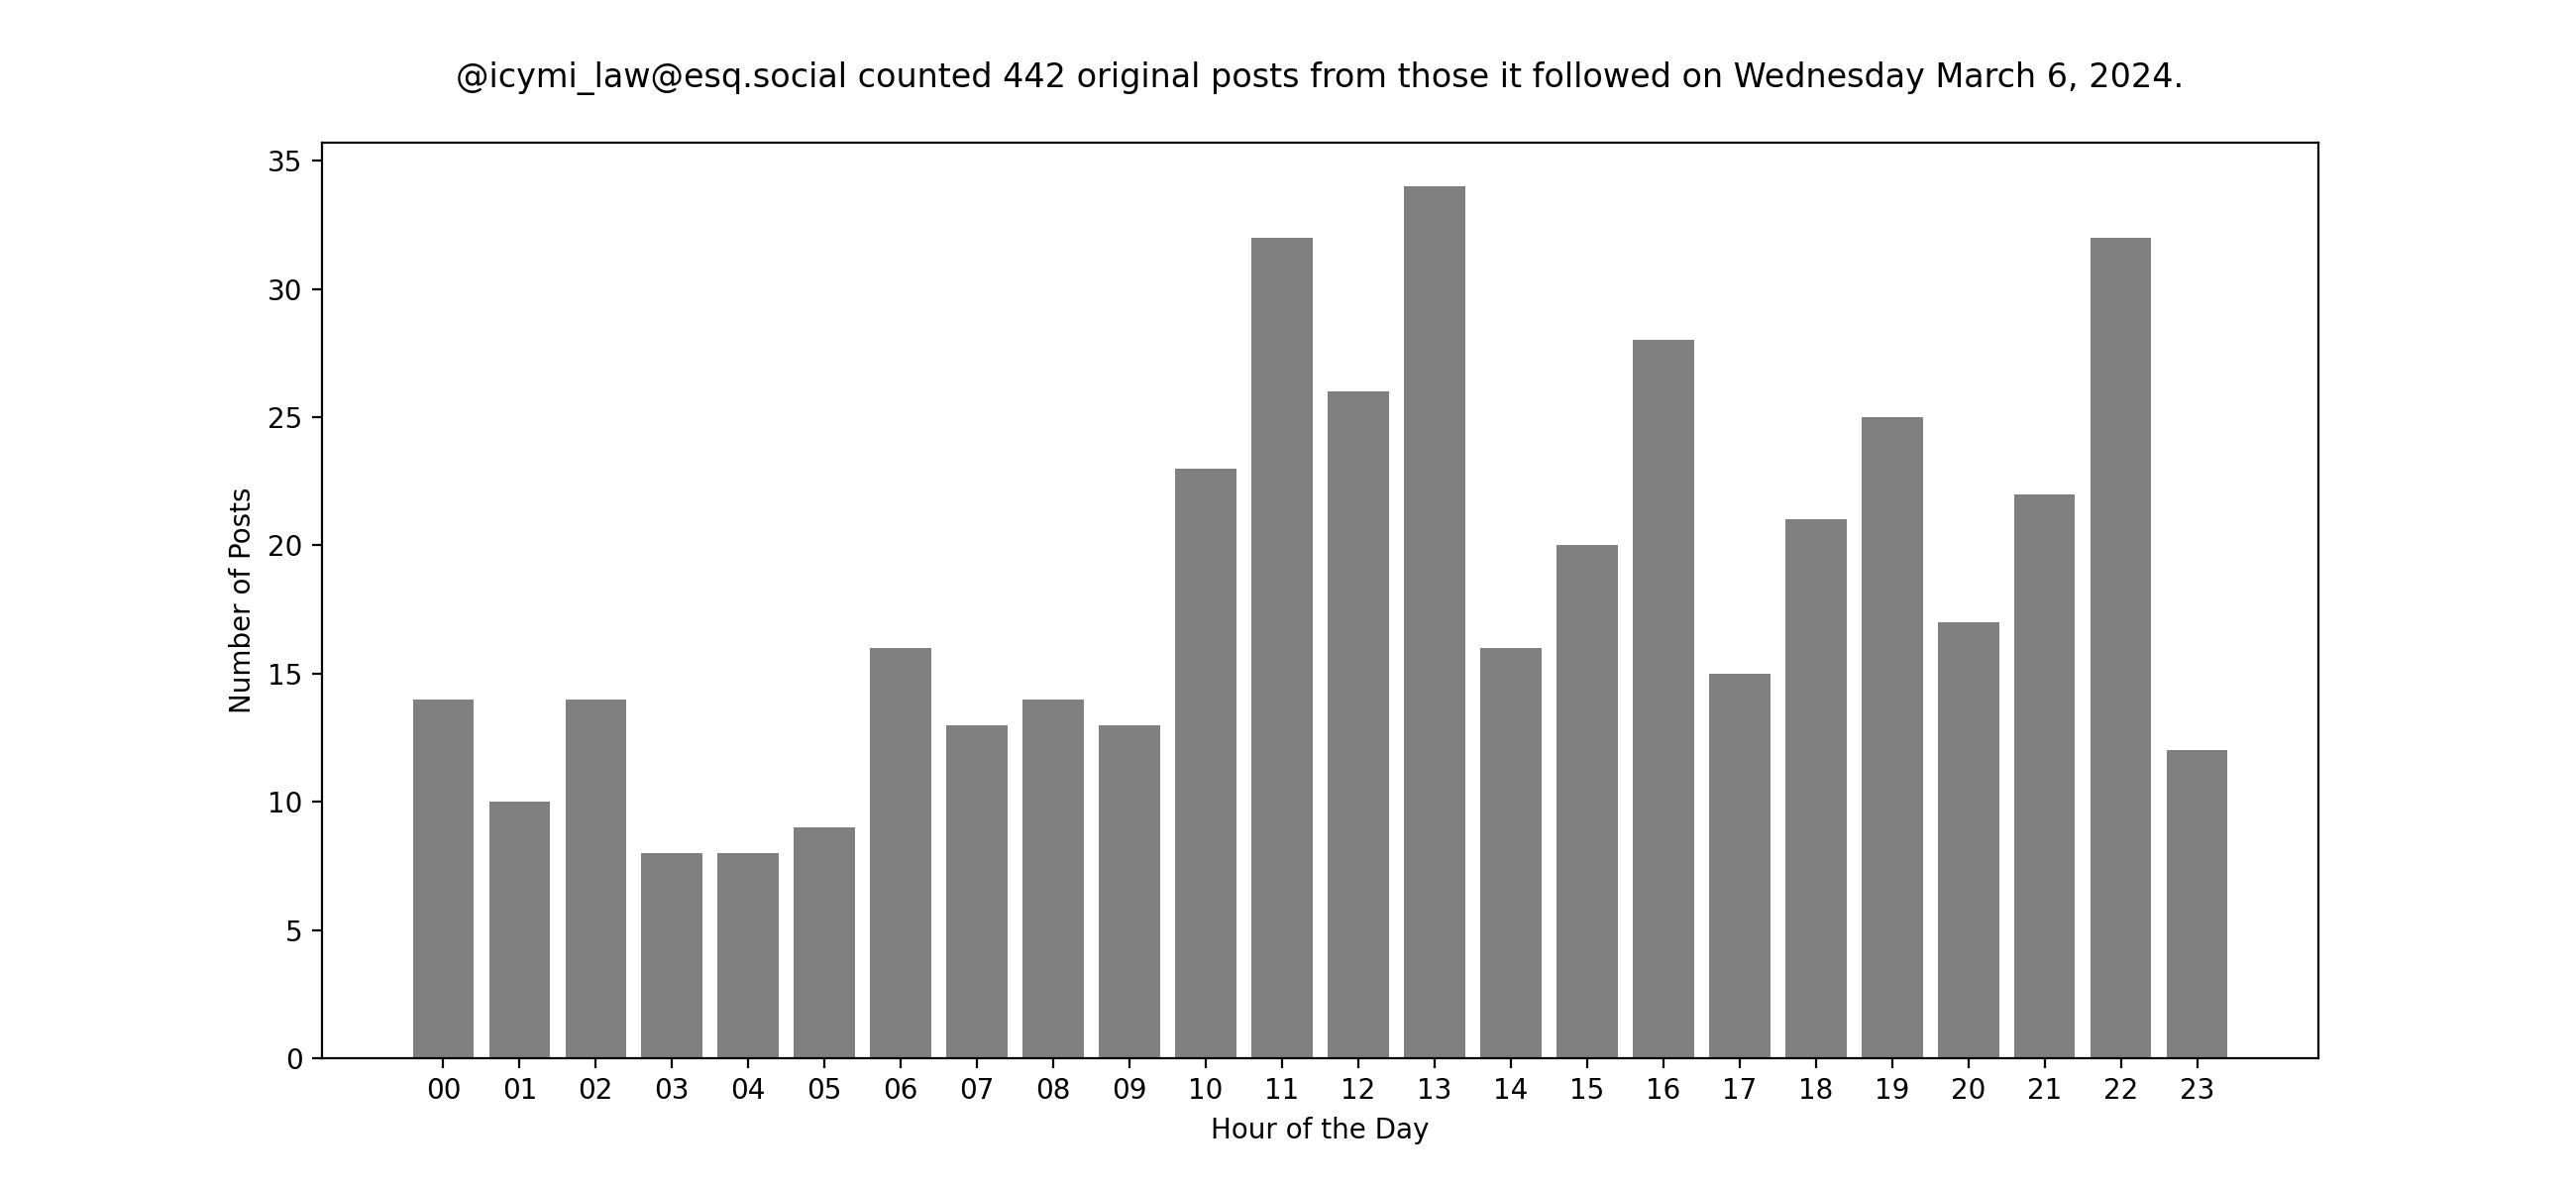 @icymi_law@esq.social counted 442 original posts from those it followed on Wednesday March 6, 2024.
35
30
25
20
15
10
5
0
Number of Posts
00 01 02 03 04 05 06 07 08 09 10 11 12 13 14 15 16 17 18 19 20 21 22 23
Hour of the Day